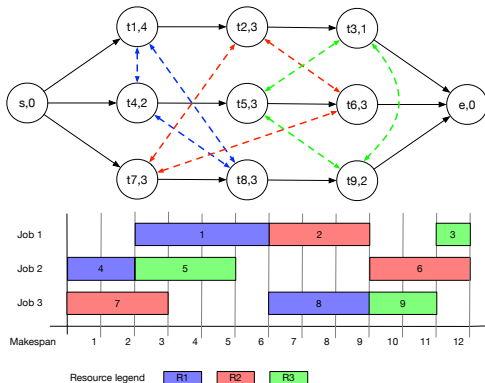 t1,4 t2,3 t3,1
s,0 t4,2 t5,3 t6,3 e,0
t7,3 t8,3 t9,2
Job 1 1 2 3
Job 2 4 5 6
Job 3 7 8 9
Makespan 1 2 3 4 5 6 7 8 9 10 11 12
Resource legend R1 R2 R3